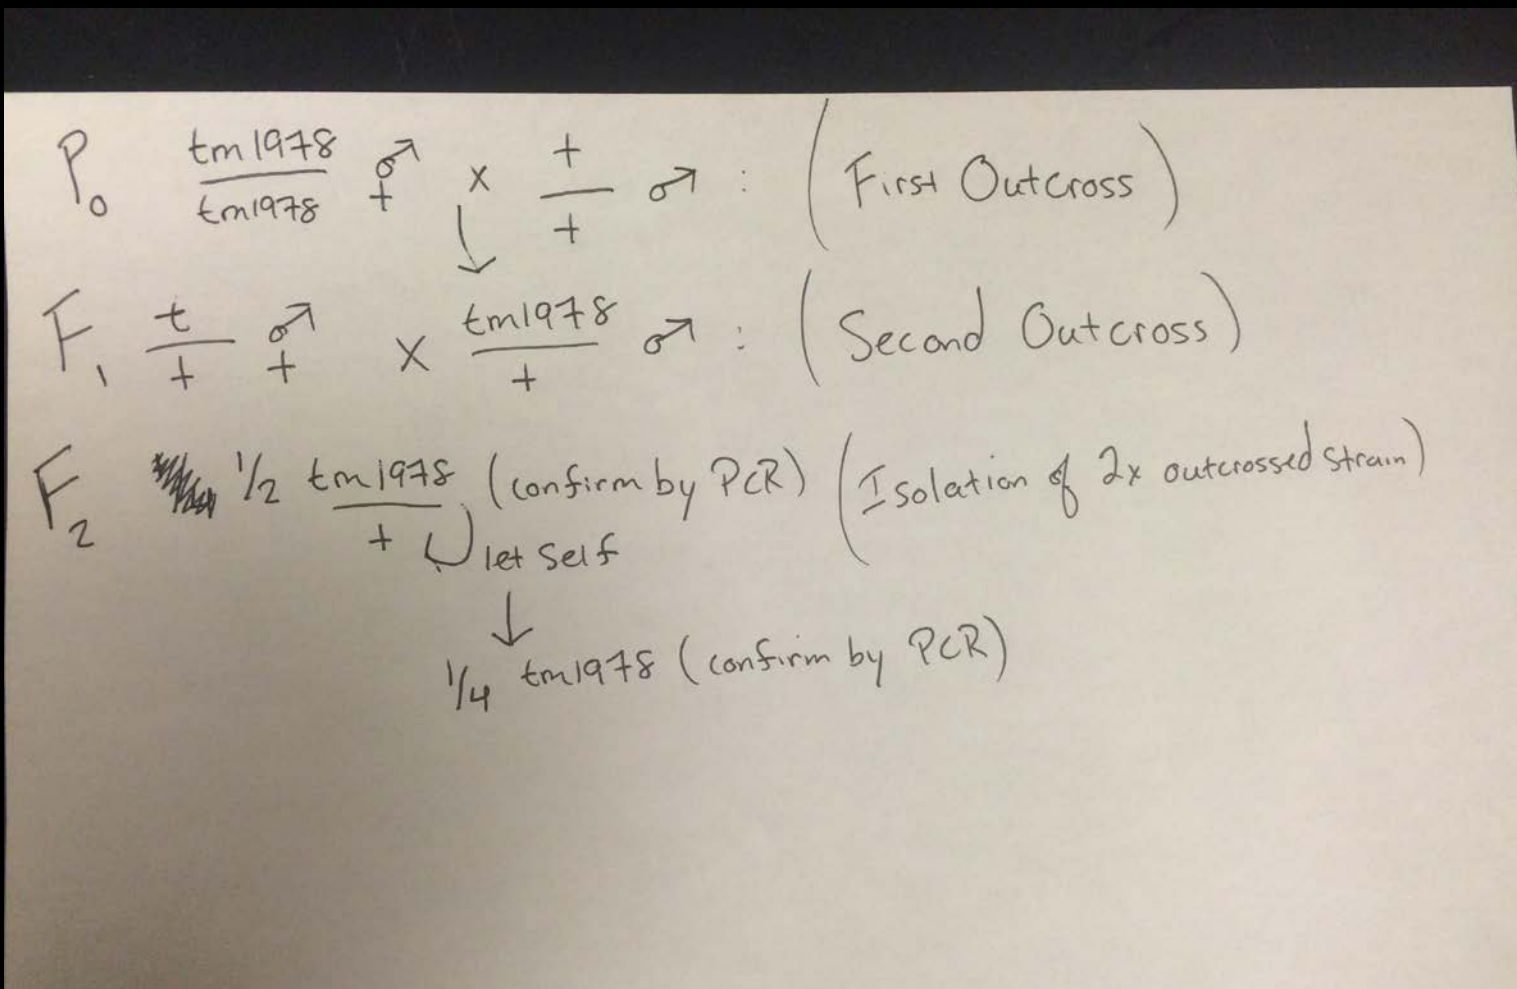 P₀ tm1978/tm1978 ⚥ x +/+ ♂ : (First Outcross)
↓
F₁ t/+ ⚥ x tm1978/+ ♂ : (Second Outcross)
F₂ 1/2 tm1978/+ (confirm by PCR) (Isolation of 2x outcrossed strain)
let self
↓
1/4 tm1978 (confirm by PCR)